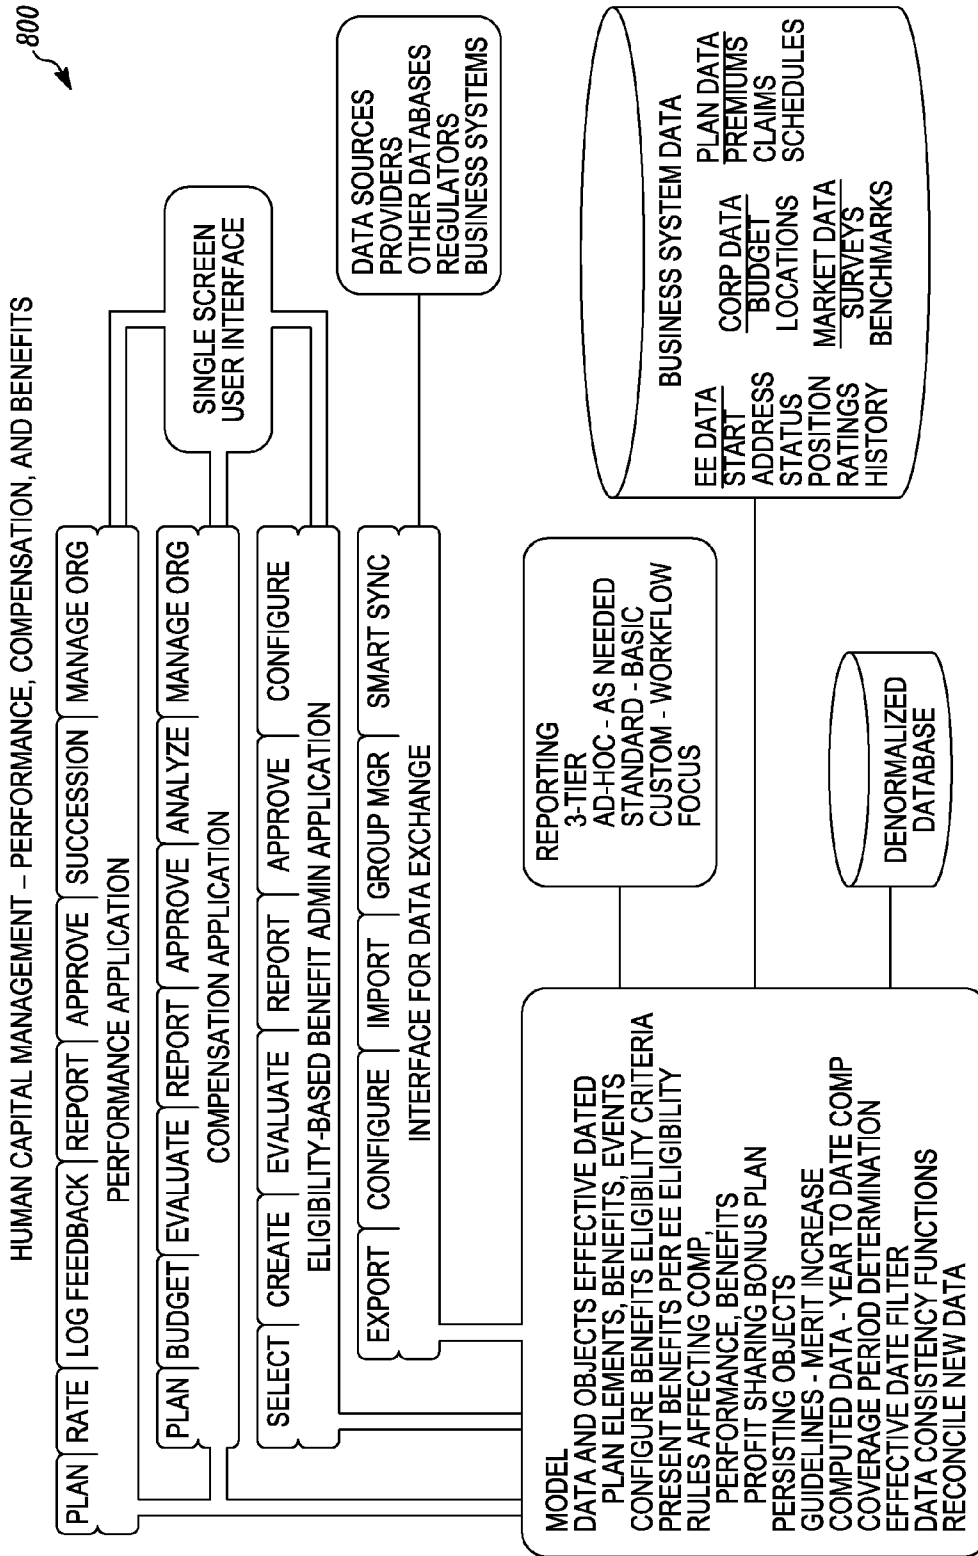 800
HUMAN CAPITAL MANAGEMENT – PERFORMANCE, COMPENSATION, AND BENEFITS
PLAN RATE LOG FEEDBACK REPORT APPROVE SUCCESSION MANAGE ORG
PERFORMANCE APPLICATION
PLAN BUDGET EVALUATE REPORT APPROVE ANALYZE MANAGE ORG
COMPENSATION APPLICATION
SELECT CREATE EVALUATE REPORT APPROVE CONFIGURE
ELIGIBILITY-BASED BENEFIT ADMIN APPLICATION
EXPORT CONFIGURE IMPORT GROUP MGR SMART SYNC
INTERFACE FOR DATA EXCHANGE
SINGLE SCREEN
USER INTERFACE
DATA SOURCES
PROVIDERS
OTHER DATABASES
REGULATORS
BUSINESS SYSTEMS
MODEL
DATA AND OBJECTS EFFECTIVE DATED
PLAN ELEMENTS, BENEFITS, EVENTS
CONFIGURE BENEFITS ELIGIBILITY CRITERIA
PRESENT BENEFITS PER EE ELIGIBILITY
RULES AFFECTING COMP,
PERFORMANCE, BENEFITS
PROFIT SHARING BONUS PLAN
PERSISTING OBJECTS
GUIDELINES - MERIT INCREASE
COMPUTED DATA - YEAR TO DATE COMP
COVERAGE PERIOD DETERMINATION
EFFECTIVE DATE FILTER
DATA CONSISTENCY FUNCTIONS
RECONCILE NEW DATA
REPORTING
3-TIER
AD-HOC - AS NEEDED
STANDARD - BASIC
CUSTOM - WORKFLOW
FOCUS
DENORMALIZED
DATABASE
BUSINESS SYSTEM DATA
EE DATA
START
ADDRESS
STATUS
POSITION
RATINGS
HISTORY
CORP DATA
BUDGET
LOCATIONS
MARKET DATA
SURVEYS
BENCHMARKS
PLAN DATA
PREMIUMS
CLAIMS
SCHEDULES